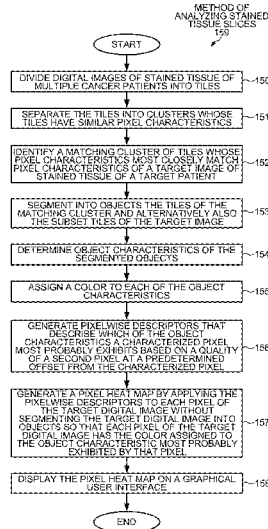 METHOD OF
ANALYZING STAINED
TISSUE SLICES
159
START
DIVIDE DIGITAL IMAGES OF STAINED TISSUE OF
MULTIPLE CANCER PATIENTS INTO TILES
150
SEPARATE THE TILES INTO CLUSTERS WHOSE
TILES HAVE SIMILAR PIXEL CHARACTERISTICS
151
IDENTIFY A MATCHING CLUSTER OF TILES WHOSE
PIXEL CHARACTERISTICS MOST CLOSELY MATCH
PIXEL CHARACTERISTICS OF A TARGET IMAGE OF
STAINED TISSUE OF A TARGET PATIENT
152
SEGMENT INTO OBJECTS THE TILES OF THE
MATCHING CLUSTER AND ALTERNATIVELY ALSO
THE SUBSET TILES OF THE TARGET IMAGE
153
DETERMINE OBJECT CHARACTERISTICS OF THE
SEGMENTED OBJECTS
154
ASSIGN A COLOR TO EACH OF THE OBJECT
CHARACTERISTICS
155
GENERATE PIXELWISE DESCRIPTORS THAT
DESCRIBE WHICH OF THE OBJECT
CHARACTERISTICS A CHARACTERIZED PIXEL
MOST PROBABLY EXHIBITS BASED ON A QUALITY
OF A SECOND PIXEL AT A PREDETERMINED
OFFSET FROM THE CHARACTERIZED PIXEL
156
GENERATE A PIXEL HEAT MAP BY APPLYING THE
PIXELWISE DESCRIPTORS TO EACH PIXEL OF
THE TARGET DIGITAL IMAGE WITHOUT
SEGMENTING THE TARGET DIGITAL IMAGE INTO
OBJECTS SO THAT EACH PIXEL OF THE TARGET
DIGITAL IMAGE HAS THE COLOR ASSIGNED TO
THE OBJECT CHARACTERISTIC MOST PROBABLY
EXHIBITED BY THAT PIXEL
157
DISPLAY THE PIXEL HEAT MAP ON A GRAPHICAL
USER INTERFACE
158
END